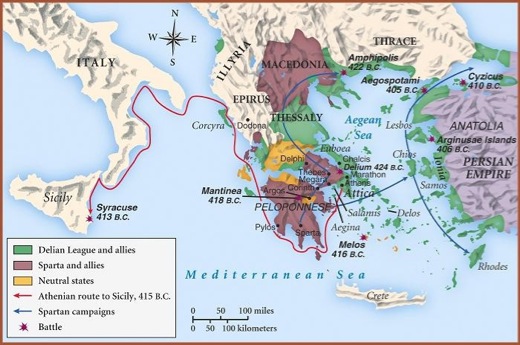 N
W E
S
ITALY
ILLYRIA
MACEDONIA
THRACE
Amphipolis
422 B.C.
Aegospotami
405 B.C.
Cyzicus
410 B.C.
EPIRUS
Dodona
THESSALY
Corcyra
Aegean
Sea
Lesbos
ANATOLIA
Arginusae Islands
406 B.C.
PERSIAN
EMPIRE
Euboea
Delphi
Chalcis
Delium 424 B.C.
Thebes
Marathon
Megara
Athens
Chios
Ionia
Samos
Attica
Mantinea
418 B.C.
Argos
Corinth
PELOPONNESE
Salamis
Delos
Aegina
Pylos
Sparta
Melos
416 B.C.
Sicily
Syracuse
413 B.C.
Rhodes
Mediterranean Sea
Crete
Delian League and allies
Sparta and allies
Neutral states
Athenian route to Sicily, 415 B.C.
Spartan campaigns
Battle
0 50 100 miles
0 50 100 kilometers